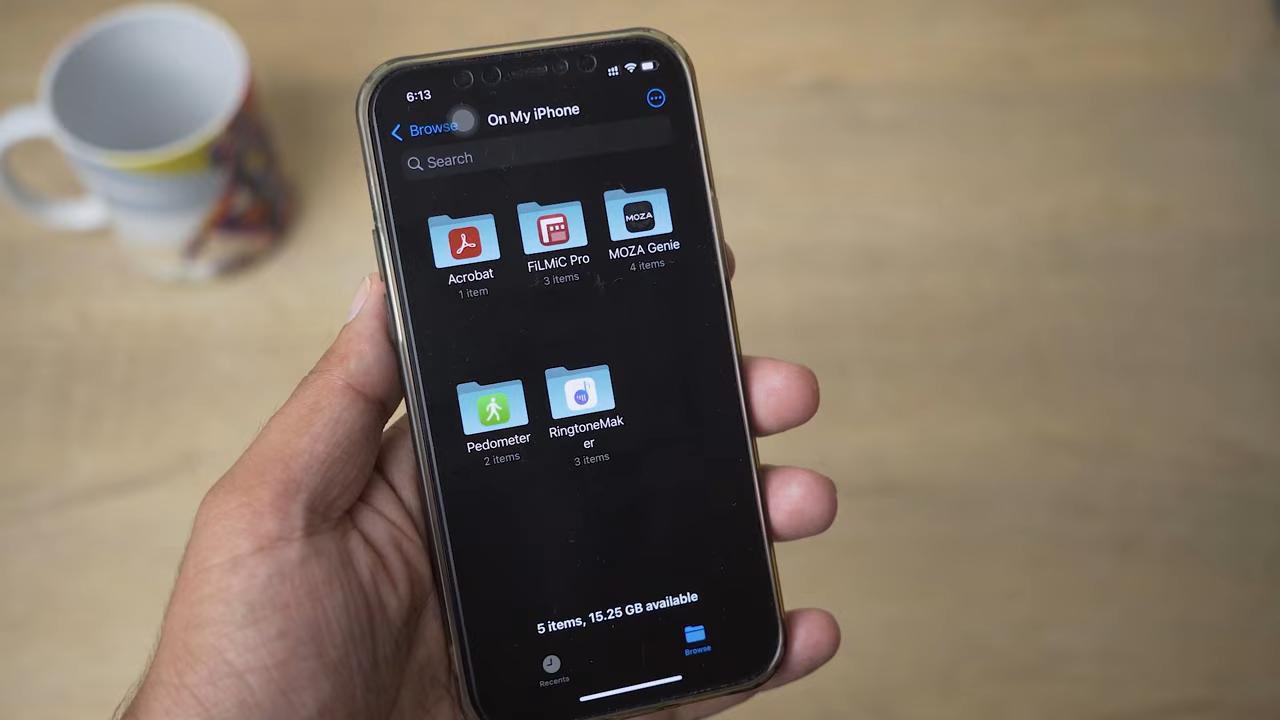 6:13
Browse
On My iPhone
Search
MOZA
Acrobat
1 item
FiLMiC Pro
3 items
MOZA Genie
4 items
Pedometer
2 items
RingtoneMak
er
3 items
5 items, 15.25 GB available
Recents
Browse